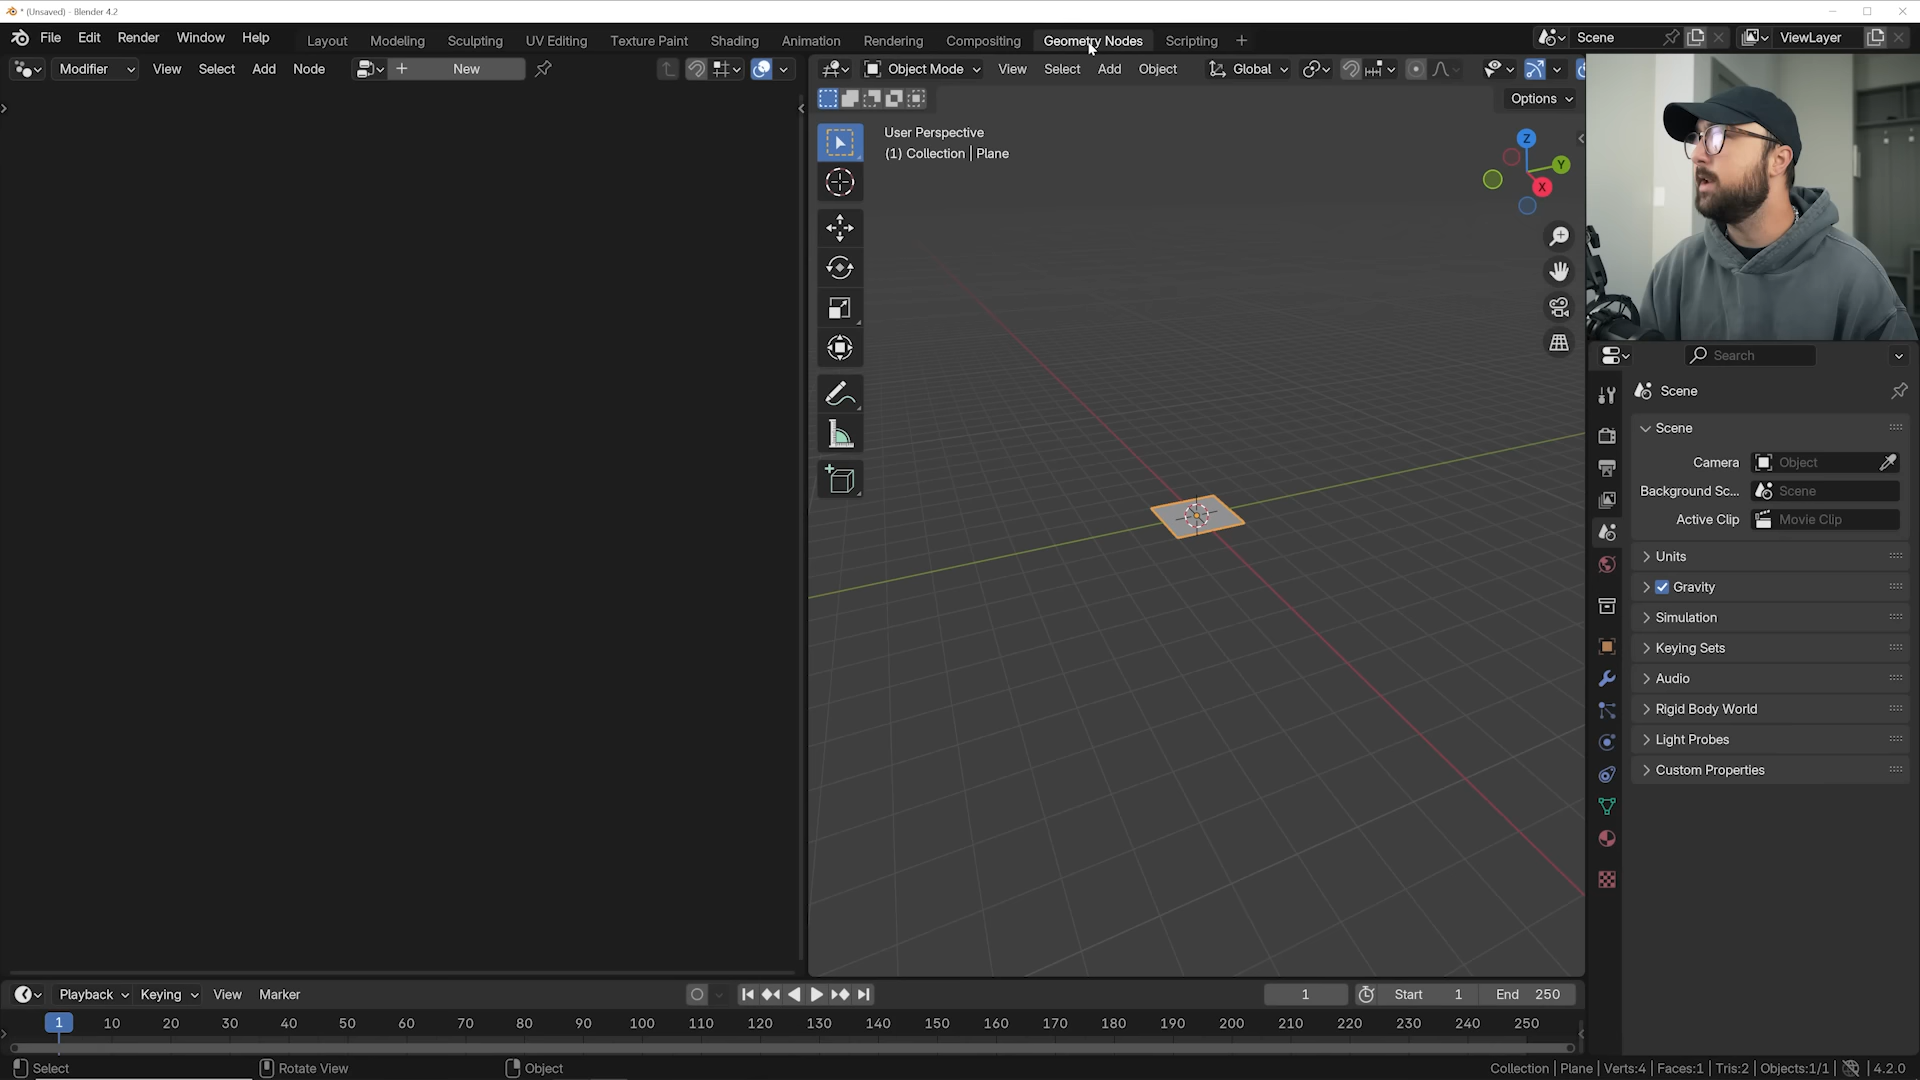 * (Unsaved) - Blender 4.2
File Edit Render Window Help
Layout Modeling Sculpting UV Editing Texture Paint Shading Animation Rendering Compositing Geometry Nodes Scripting +
Scene
ViewLayer
Modifier View Select Add Node
New
Object Mode View Select Add Object Global
Options
User Perspective
(1) Collection | Plane
Z
Y
X
Search
Scene
Scene
Camera Object
Background Sc... Scene
Active Clip Movie Clip
Units
Gravity
Simulation
Keying Sets
Audio
Rigid Body World
Light Probes
Custom Properties
Playback Keying View Marker
1
Start 1
End 250
1 10 20 30 40 50 60 70 80 90 100 110 120 130 140 150 160 170 180 190 200 210 220 230 240 250
Select
Rotate View
Object
Collection | Plane | Verts:4 | Faces:1 | Tris:2 | Objects:1/1 | 4.2.0